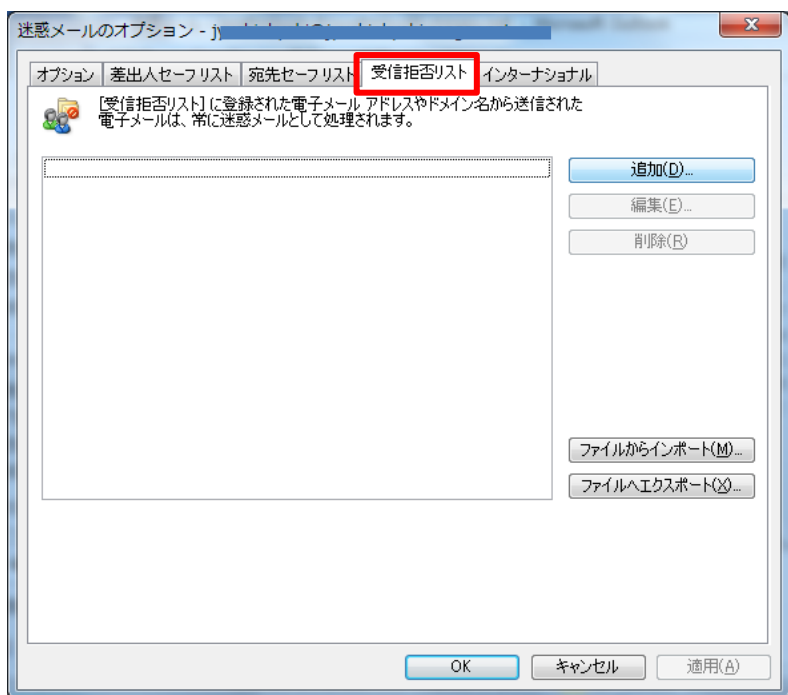 迷惑メールのオプション -
オプション 差出人セーフ リスト 宛先セーフ リスト 受信拒否リスト インターナショナル
[受信拒否リスト] に登録された電子メール アドレスやドメイン名から送信された
電子メールは、常に迷惑メールとして処理されます。
追加(D)...
編集(E)...
削除(R)
ファイルからインポート(M)...
ファイルへエクスポート(X)...
OK キャンセル 適用(A)